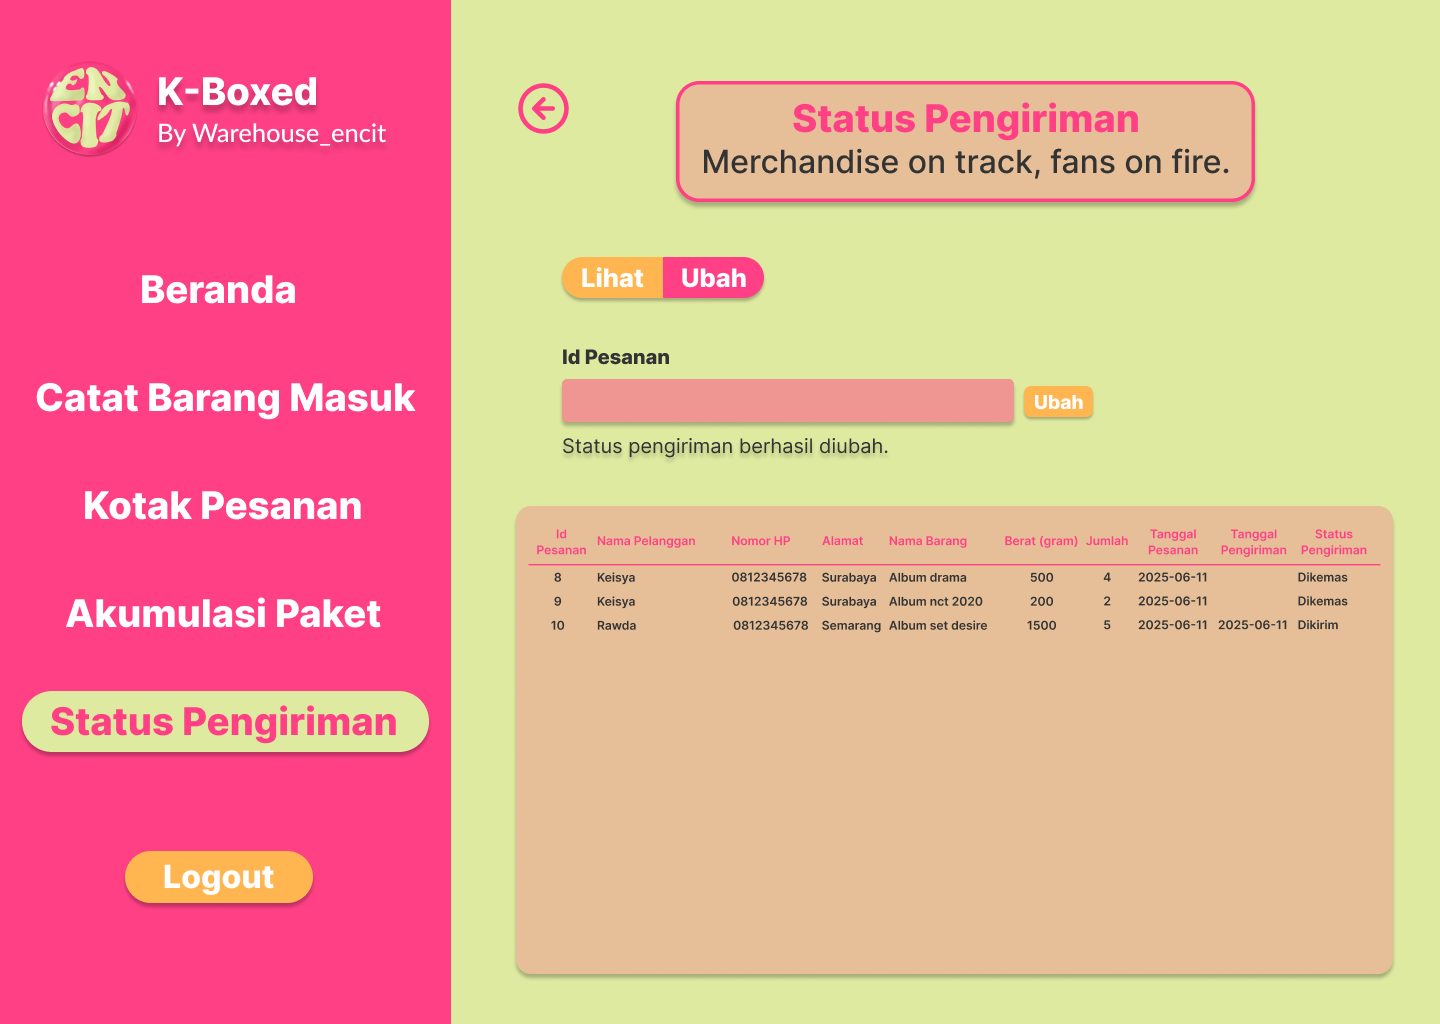 EN
CIT
K-Boxed
By Warehouse_encit
Beranda
Catat Barang Masuk
Kotak Pesanan
Akumulasi Paket
Status Pengiriman
Logout
Status Pengiriman
Merchandise on track, fans on fire.
Lihat Ubah
Id Pesanan
Ubah
Status pengiriman berhasil diubah.
Id Pesanan Nama Pelanggan Nomor HP Alamat Nama Barang Berat (gram) Jumlah Tanggal Pesanan Tanggal Pengiriman Status Pengiriman
8 Keisya 0812345678 Surabaya Album drama 500 4 2025-06-11 Dikemas
9 Keisya 0812345678 Surabaya Album nct 2020 200 2 2025-06-11 Dikemas
10 Rawda 0812345678 Semarang Album set desire 1500 5 2025-06-11 2025-06-11 Dikirim